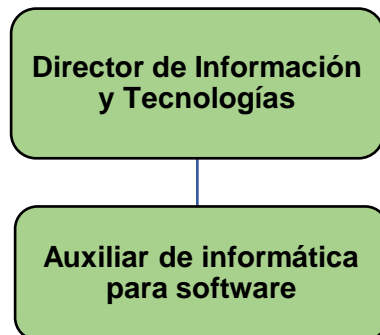 Director de Información
y Tecnologías
Auxiliar de informática
para software